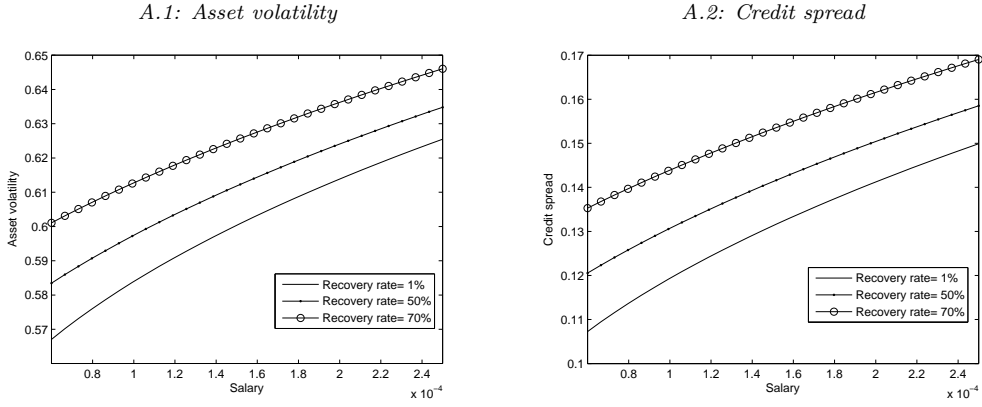 A.1: Asset volatility
0.65
0.64
0.63
0.62
0.61
0.6
0.59
0.58
0.57
Asset volatility
Recovery rate= 1%
Recovery rate= 50%
Recovery rate= 70%
0.8 1 1.2 1.4 1.6 1.8 2 2.2 2.4
Salary
x 10⁻⁴
A.2: Credit spread
0.17
0.16
0.15
0.14
0.13
0.12
0.11
0.1
Credit spread
Recovery rate= 1%
Recovery rate= 50%
Recovery rate= 70%
0.8 1 1.2 1.4 1.6 1.8 2 2.2 2.4
Salary
x 10⁻⁴